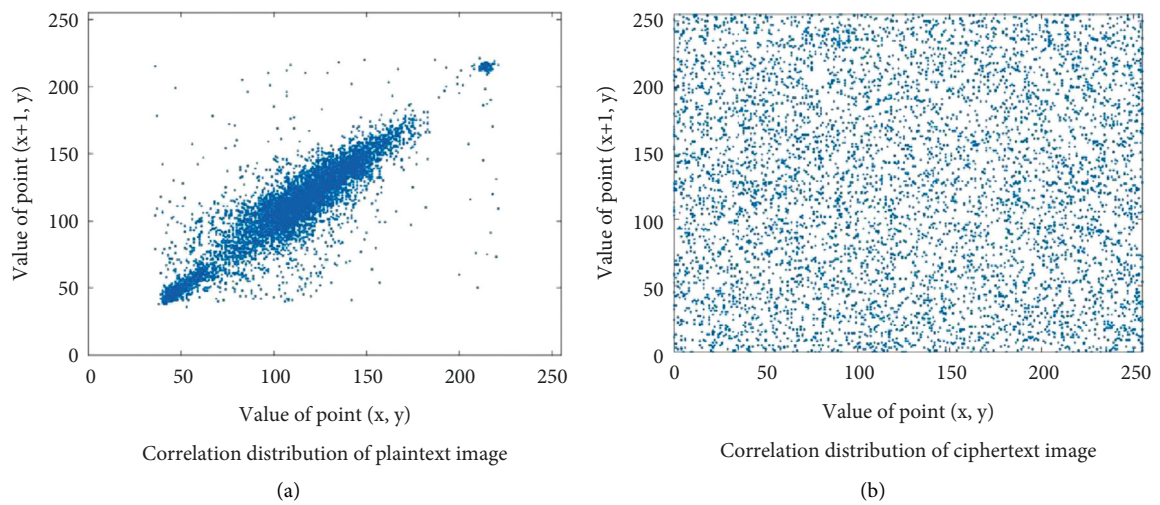 250
200
150
100
50
0
0 50 100 150 200 250
Value of point (x+1, y)
Value of point (x, y)
Correlation distribution of plaintext image
(a)
250
200
150
100
50
0
0 50 100 150 200 250
Value of point (x+1, y)
Value of point (x, y)
Correlation distribution of ciphertext image
(b)